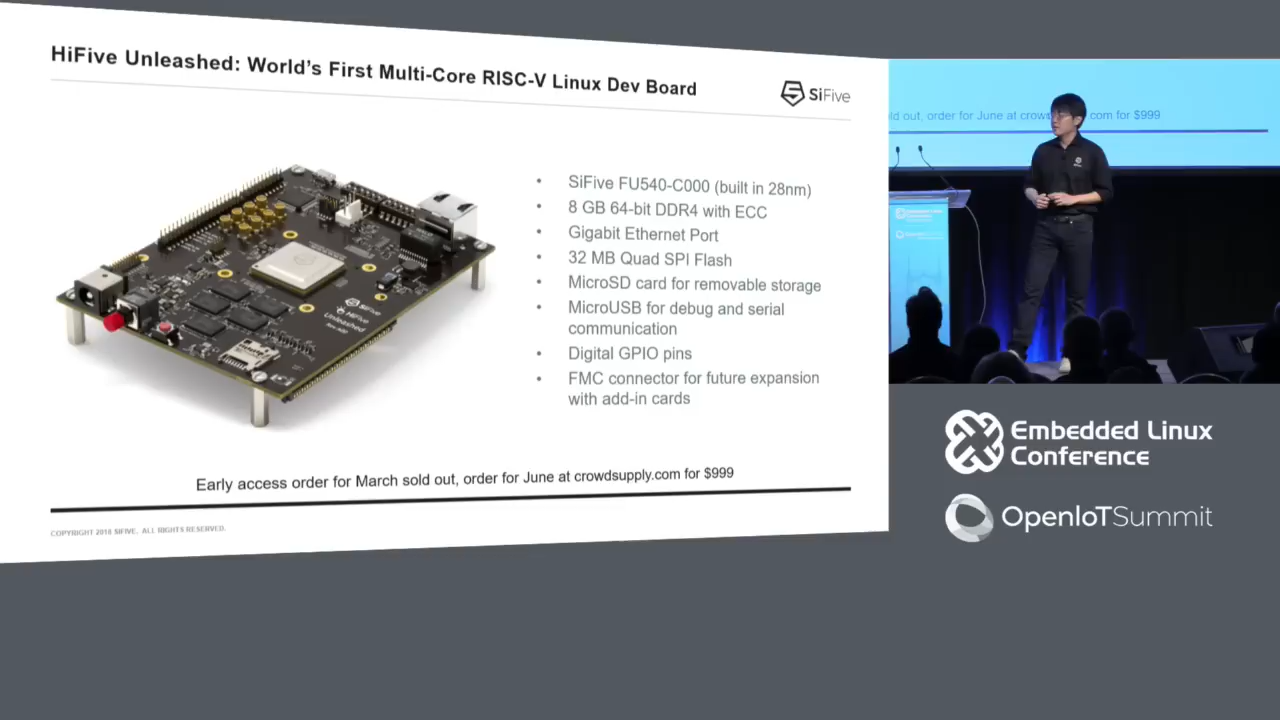 HiFive Unleashed: World's First Multi-Core RISC-V Linux Dev Board
SiFive
• SiFive FU540-C000 (built in 28nm)
• 8 GB 64-bit DDR4 with ECC
• Gigabit Ethernet Port
• 32 MB Quad SPI Flash
• MicroSD card for removable storage
• MicroUSB for debug and serial
communication
• Digital GPIO pins
• FMC connector for future expansion
with add-in cards
SiFive
HiFive
Unleashed
Early access order for March sold out, order for June at crowdsupply.com for $999
COPYRIGHT 2018 SIFIVE. ALL RIGHTS RESERVED.
out, order for June at crowd .com for $999
Embedded Linux
Conference
OpenIoTSummit